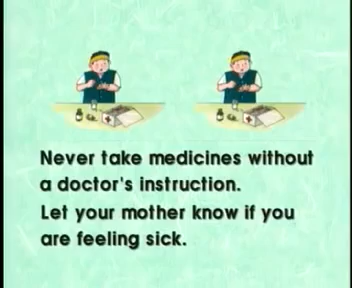 Never take medicines without
a doctor's instruction.
Let your mother know if you
are feeling sick.